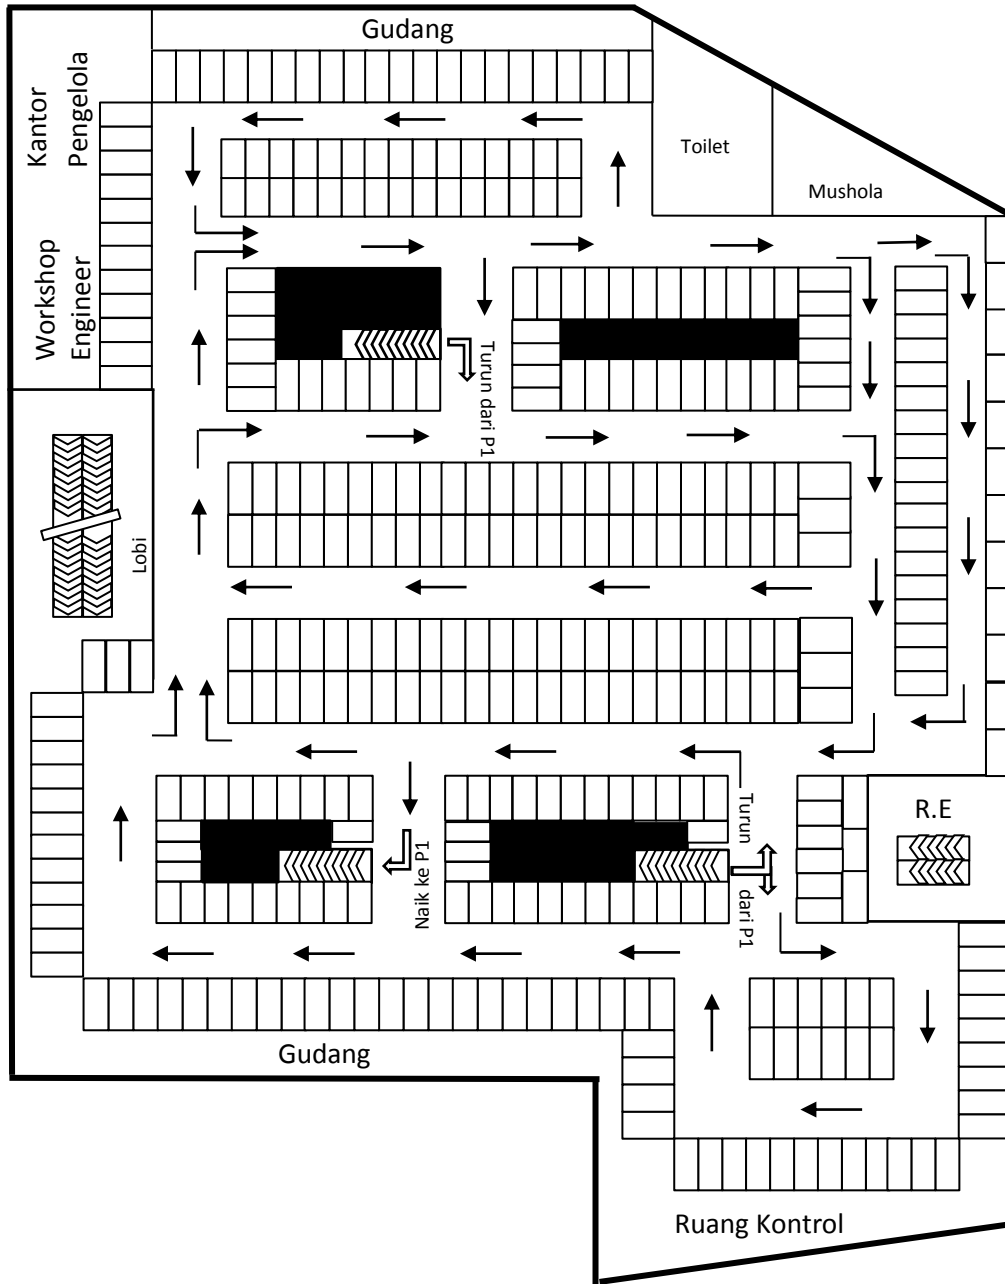 Gudang
Kantor
Pengelola
Toilet
Mushola
Workshop
Engineer
Turun dari P1
Lobi
R.E
Turun
dari P1
Naik ke P1
Gudang
Ruang Kontrol